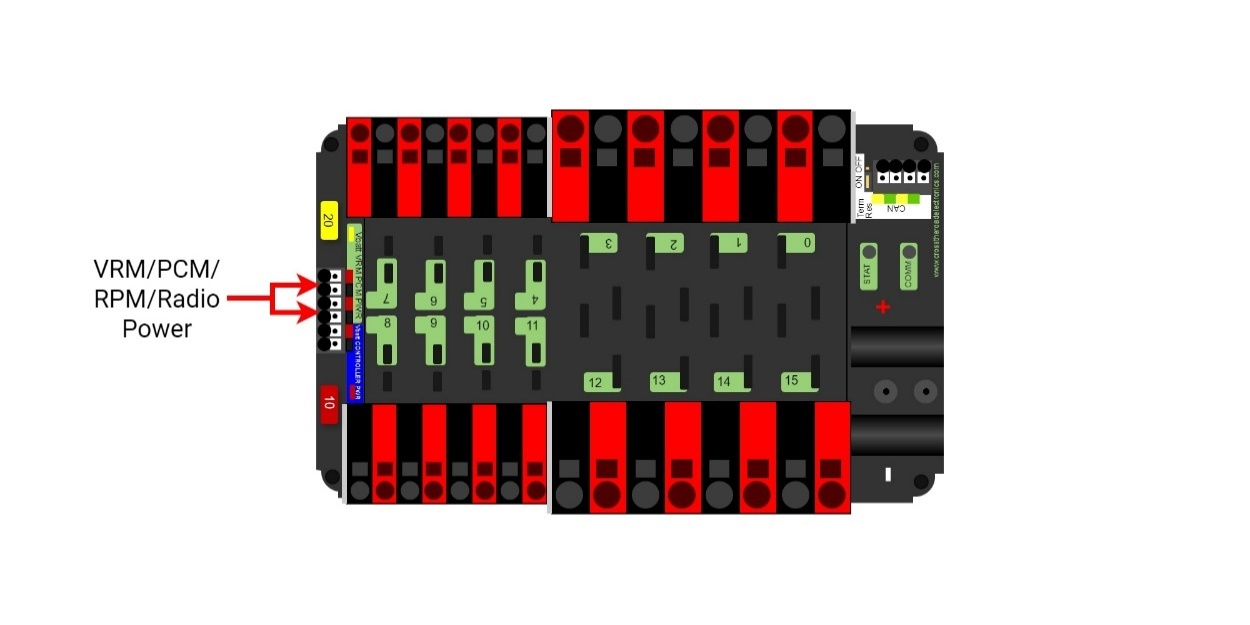 VRM/PCM/
RPM/Radio
Power
20
10
Vbatt VRM PCM PWR
Vbatt CONTROLLER PWR
7
6
5
4
3
2
1
0
8
9
10
11
12
13
14
15
ON OFF
Term
Res
CAN
STAT
COMM
+
-
www.crosstheroadelectronics.com